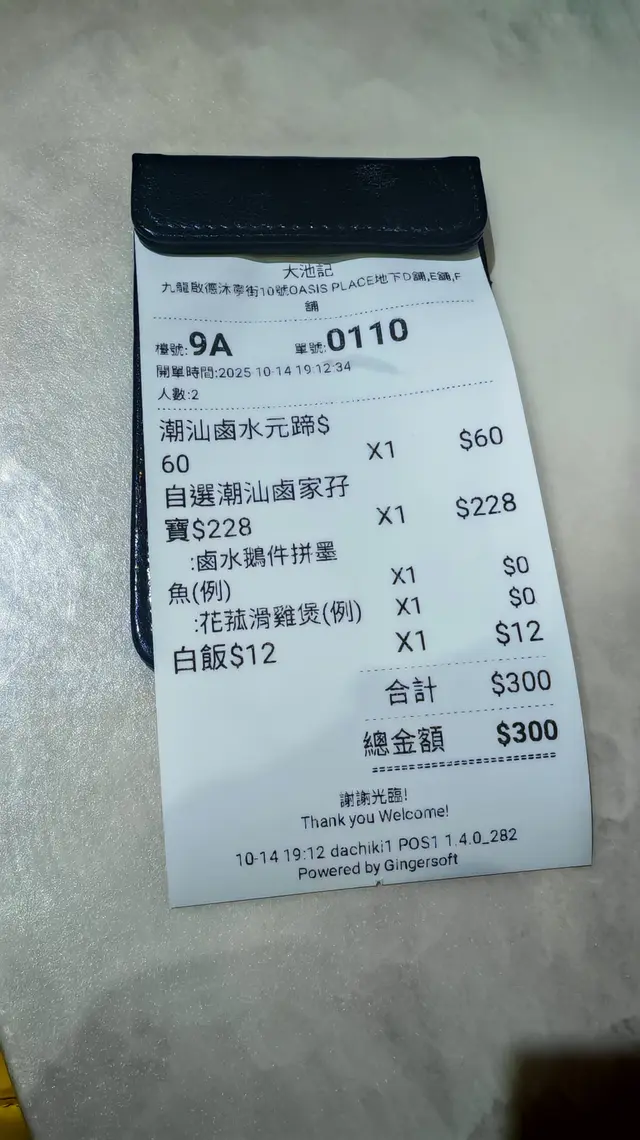 大池記
九龍啟德沐寧街10號OASIS PLACE地下D舖,E舖,F
舖
檯號:9A 單號:0110
開單時間:2025-10-14 19:12:34
人數:2
潮汕鹵水元蹄$
60 X1 $60
自選潮汕鹵家孖
寶$228 X1 $228
:鹵水鵝件拼墨
魚(例) X1 $0
:花菰滑雞煲(例) X1 $0
白飯$12 X1 $12
合計 $300
總金額 $300
謝謝光臨!
Thank you Welcome!
10-14 19:12 dachiki1 POS1 1.4.0_282
Powered by Gingersoft